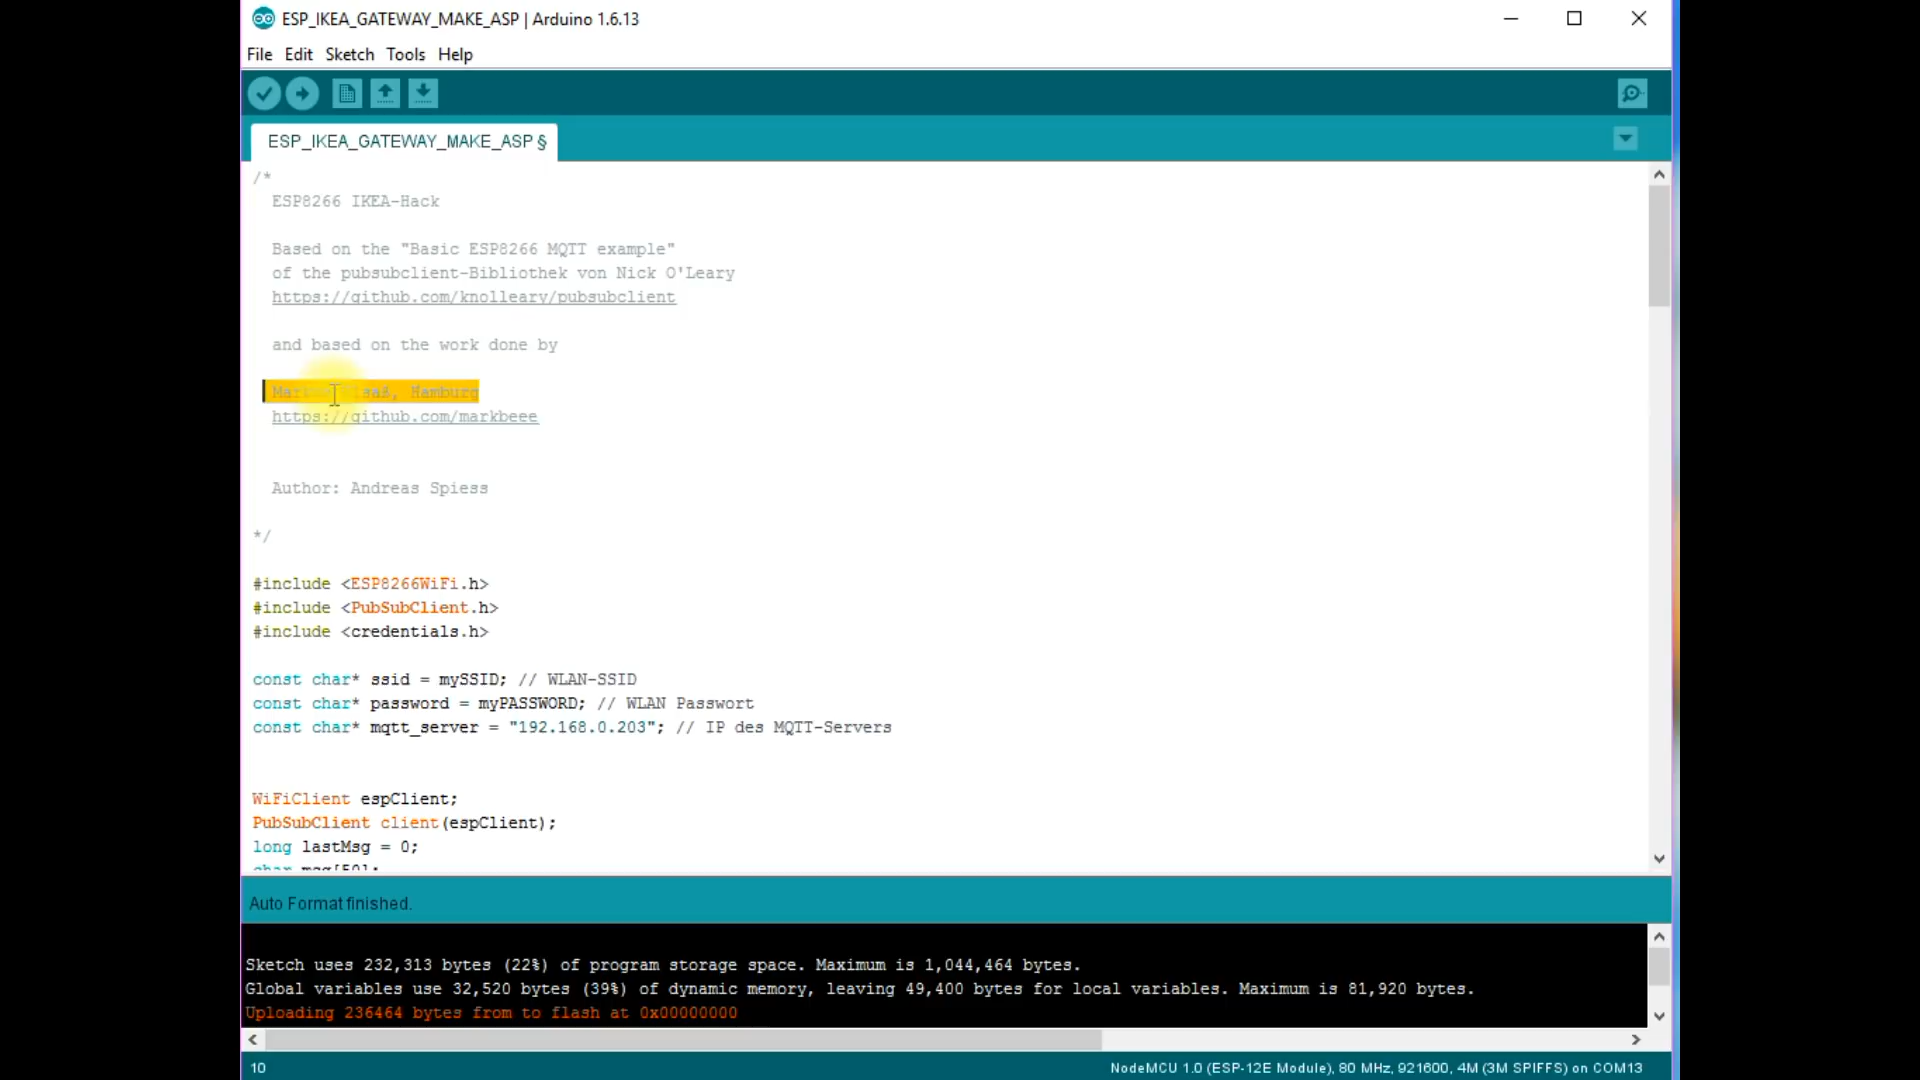 ESP_IKEA_GATEWAY_MAKE_ASP | Arduino 1.6.13
File Edit Sketch Tools Help
ESP_IKEA_GATEWAY_MAKE_ASP §
/*
ESP8266 IKEA-Hack
Based on the "Basic ESP8266 MQTT example"
of the pubsubclient-Bibliothek von Nick O'Leary
https://github.com/knolleary/pubsubclient
and based on the work done by
Hamburg
https://github.com/markbeee
Author: Andreas Spiess
*/
#include <ESP8266WiFi.h>
#include <PubSubClient.h>
#include <credentials.h>
const char* ssid = mySSID; // WLAN-SSID
const char* password = myPASSWORD; // WLAN Passwort
const char* mqtt_server = "192.168.0.203"; // IP des MQTT-Servers
WiFiClient espClient;
PubSubClient client(espClient);
long lastMsg = 0;
char msg[50];
Auto Format finished.
Sketch uses 232,313 bytes (22%) of program storage space. Maximum is 1,044,464 bytes.
Global variables use 32,520 bytes (39%) of dynamic memory, leaving 49,400 bytes for local variables. Maximum is 81,920 bytes.
Uploading 236464 bytes from to flash at 0x00000000
10
NodeMCU 1.0 (ESP-12E Module), 80 MHz, 921600, 4M (3M SPIFFS) on COM13